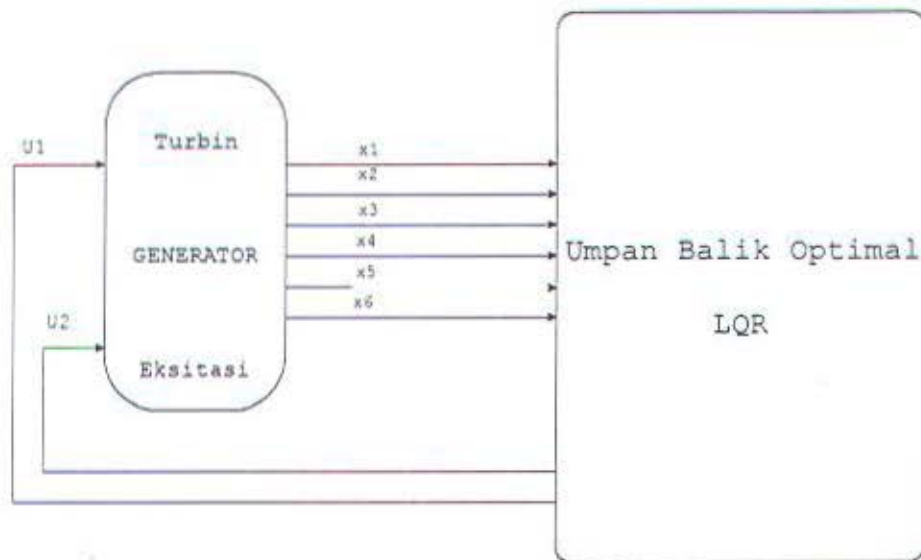 U1
Turbin
x1
x2
x3
GENERATOR
x4
Umpan Balik Optimal
x5
x6
LQR
U2
Eksitasi